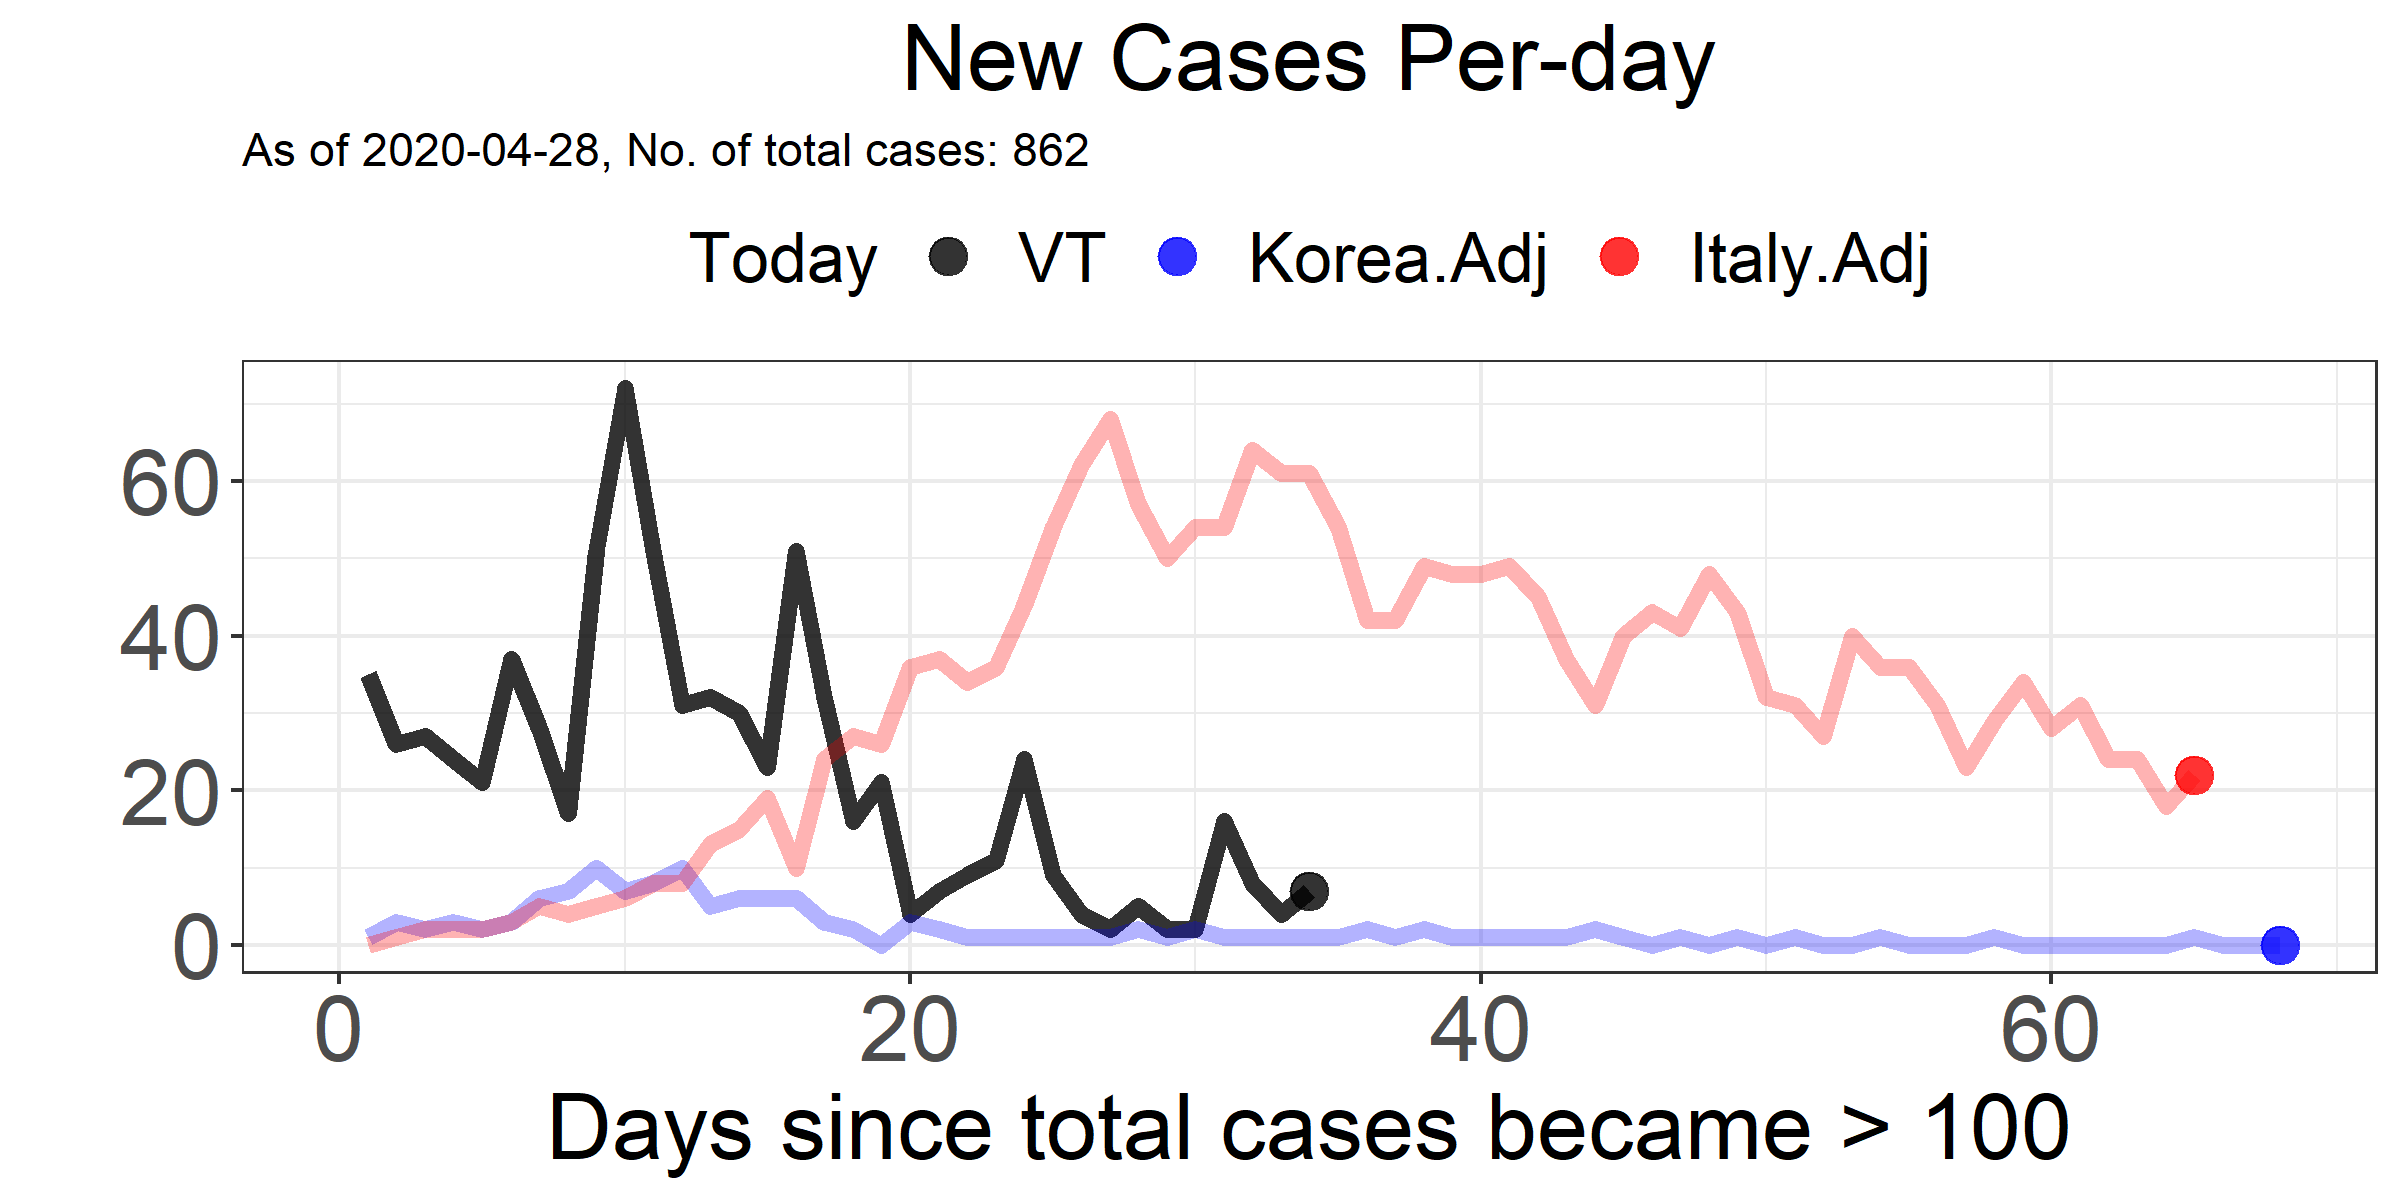 New Cases Per-day
As of 2020-04-28, No. of total cases: 862
Today VT Korea.Adj Italy.Adj
60
40
20
0
0 20 40 60
Days since total cases became > 100